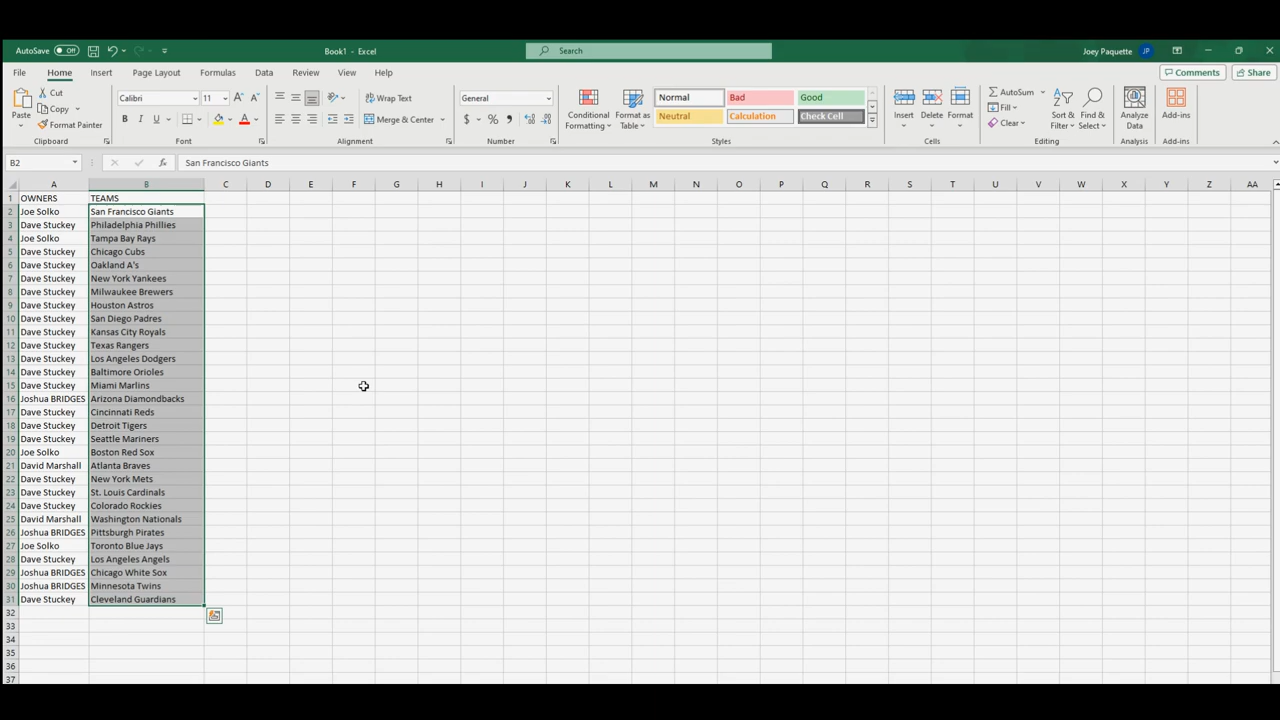 AutoSave Off Book1 - Excel Search Joey Paquette JP
File Home Insert Page Layout Formulas Data Review View Help Comments Share
Paste Cut Copy Format Painter Clipboard
Calibri 11 A A B I U A Font
Wrap Text Merge & Center Alignment
General $ % Number
Conditional Formatting Format as Table Normal Bad Good Neutral Calculation Check Cell Styles
Insert Delete Format Cells
AutoSum Fill Clear Sort & Filter Find & Select Editing
Analyze Data Analysis
Add-ins Add-ins
B2 fx San Francisco Giants
A B C D E F G H I J K L M N O P Q R S T U V W X Y Z AA
1 OWNERS TEAMS
2 Joe Solko San Francisco Giants
3 Dave Stuckey Philadelphia Phillies
4 Joe Solko Tampa Bay Rays
5 Dave Stuckey Chicago Cubs
6 Dave Stuckey Oakland A's
7 Dave Stuckey New York Yankees
8 Dave Stuckey Milwaukee Brewers
9 Dave Stuckey Houston Astros
10 Dave Stuckey San Diego Padres
11 Dave Stuckey Kansas City Royals
12 Dave Stuckey Texas Rangers
13 Dave Stuckey Los Angeles Dodgers
14 Dave Stuckey Baltimore Orioles
15 Dave Stuckey Miami Marlins
16 Joshua BRIDGES Arizona Diamondbacks
17 Dave Stuckey Cincinnati Reds
18 Dave Stuckey Detroit Tigers
19 Dave Stuckey Seattle Mariners
20 Joe Solko Boston Red Sox
21 David Marshall Atlanta Braves
22 Dave Stuckey New York Mets
23 Dave Stuckey St. Louis Cardinals
24 Dave Stuckey Colorado Rockies
25 David Marshall Washington Nationals
26 Joshua BRIDGES Pittsburgh Pirates
27 Joe Solko Toronto Blue Jays
28 Dave Stuckey Los Angeles Angels
29 Joshua BRIDGES Chicago White Sox
30 Joshua BRIDGES Minnesota Twins
31 Dave Stuckey Cleveland Guardians
32
33
34
35
36
37